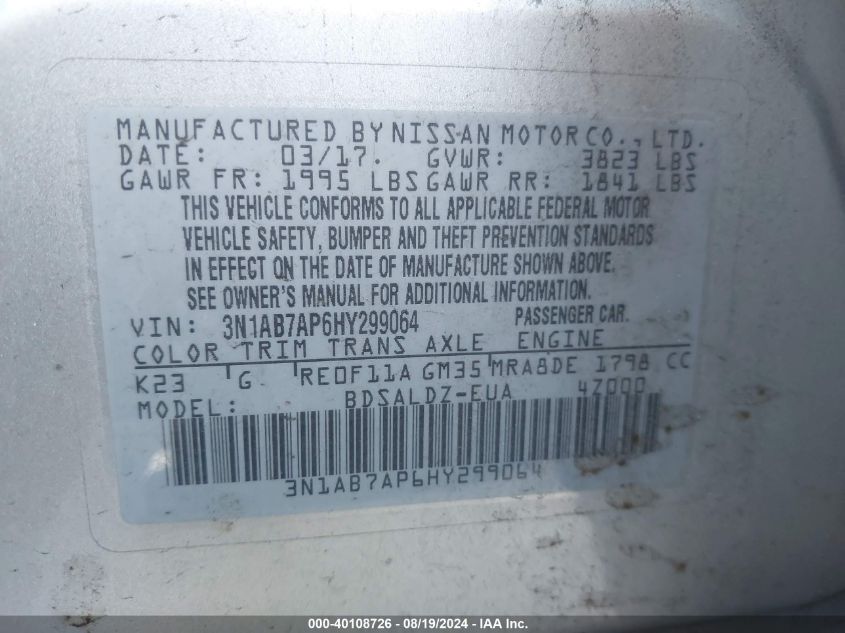 MANUFACTURED BY NISSAN MOTOR CO., LTD.
DATE: 03/17. GVWR: 3823 LBS
GAWR FR: 1995 LBS GAWR RR: 1841 LBS
THIS VEHICLE CONFORMS TO ALL APPLICABLE FEDERAL MOTOR
VEHICLE SAFETY, BUMPER AND THEFT PREVENTION STANDARDS
IN EFFECT ON THE DATE OF MANUFACTURE SHOWN ABOVE.
SEE OWNER'S MANUAL FOR ADDITIONAL INFORMATION.
VIN: 3N1AB7AP6HY299064 PASSENGER CAR.
COLOR TRIM TRANS AXLE ENGINE
K23 G RE0F11A GM35 MRA8DE 1798 CC
MODEL: BDSALDZ-EUA 4Z000
3N1AB7AP6HY299064
000-40108726 - 08/19/2024 - IAA Inc.